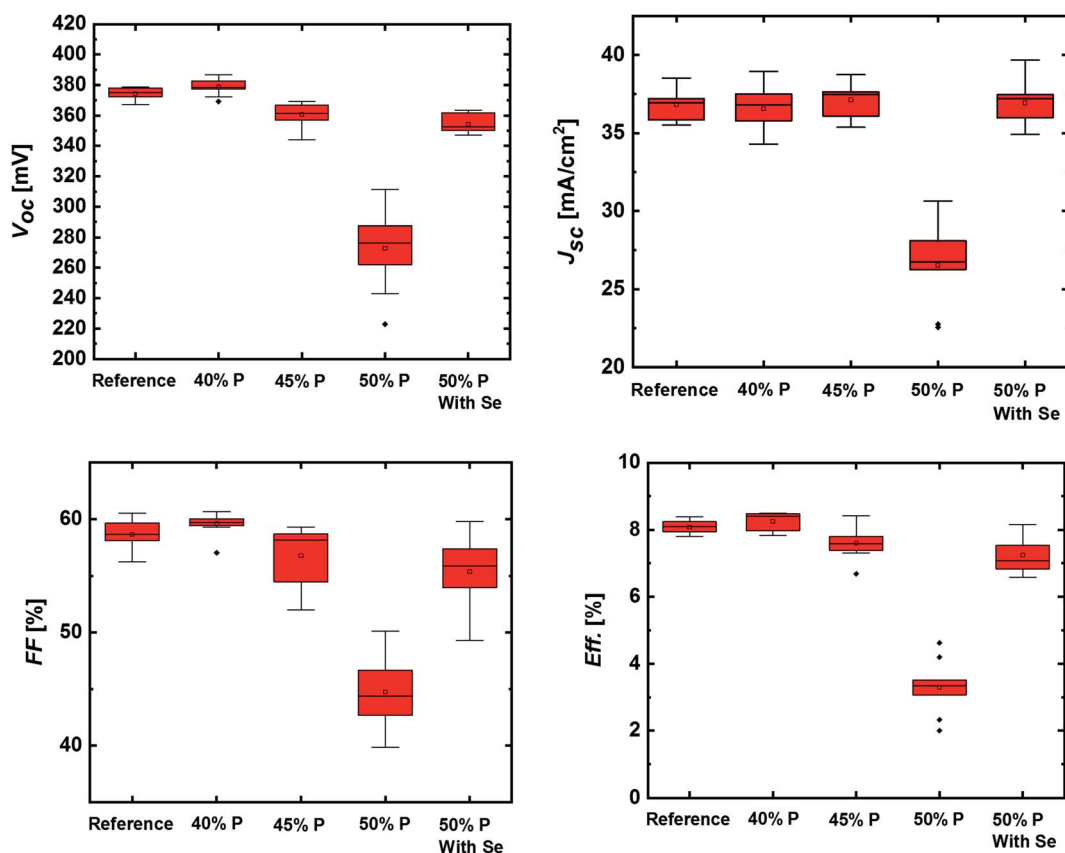 420
400
380
360
340
320
300
280
260
240
220
200
Voc [mV]
Reference 40% P 45% P 50% P 50% P
With Se
40
35
30
25
20
Jsc [mA/cm²]
Reference 40% P 45% P 50% P 50% P
With Se
60
50
40
FF [%]
Reference 40% P 45% P 50% P 50% P
With Se
10
8
6
4
2
0
Eff. [%]
Reference 40% P 45% P 50% P 50% P
With Se